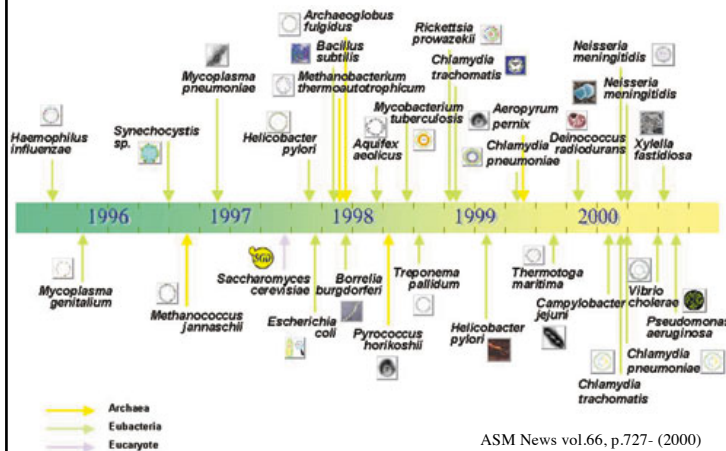 Archaeoglobus
fulgidus
Bacillus
subtilis
Mycoplasma
pneumoniae
Methanobacterium
thermoautotrophicum
Rickettsia
prowazekii
Chlamydia
trachomatis
Neisseria
meningitidis
Neisseria
meningitidis
Haemophilus
influenzae
Synechocystis
sp.
Helicobacter
pylori
Aquifex
aeolicus
Mycobacterium
tuberculosis
Aeropyrum
pernix
Chlamydia
pneumoniae
Deinococcus
radiodurans
Xylella
fastidiosa
1996 1997 1998 1999 2000
Mycoplasma
genitalium
Methanococcus
jannaschii
SGD
Saccharomyces
cerevisiae
Escherichia
coli
Borrelia
burgdorferi
Pyrococcus
horikoshii
Treponema
pallidum
Helicobacter
pylori
Thermotoga
maritima
Campylobacter
jejuni
Vibrio
cholerae
Pseudomonas
aeruginosa
Chlamydia
pneumoniae
Chlamydia
trachomatis
Archaea
Eubacteria
Eucaryote
ASM News vol.66, p.727- (2000)